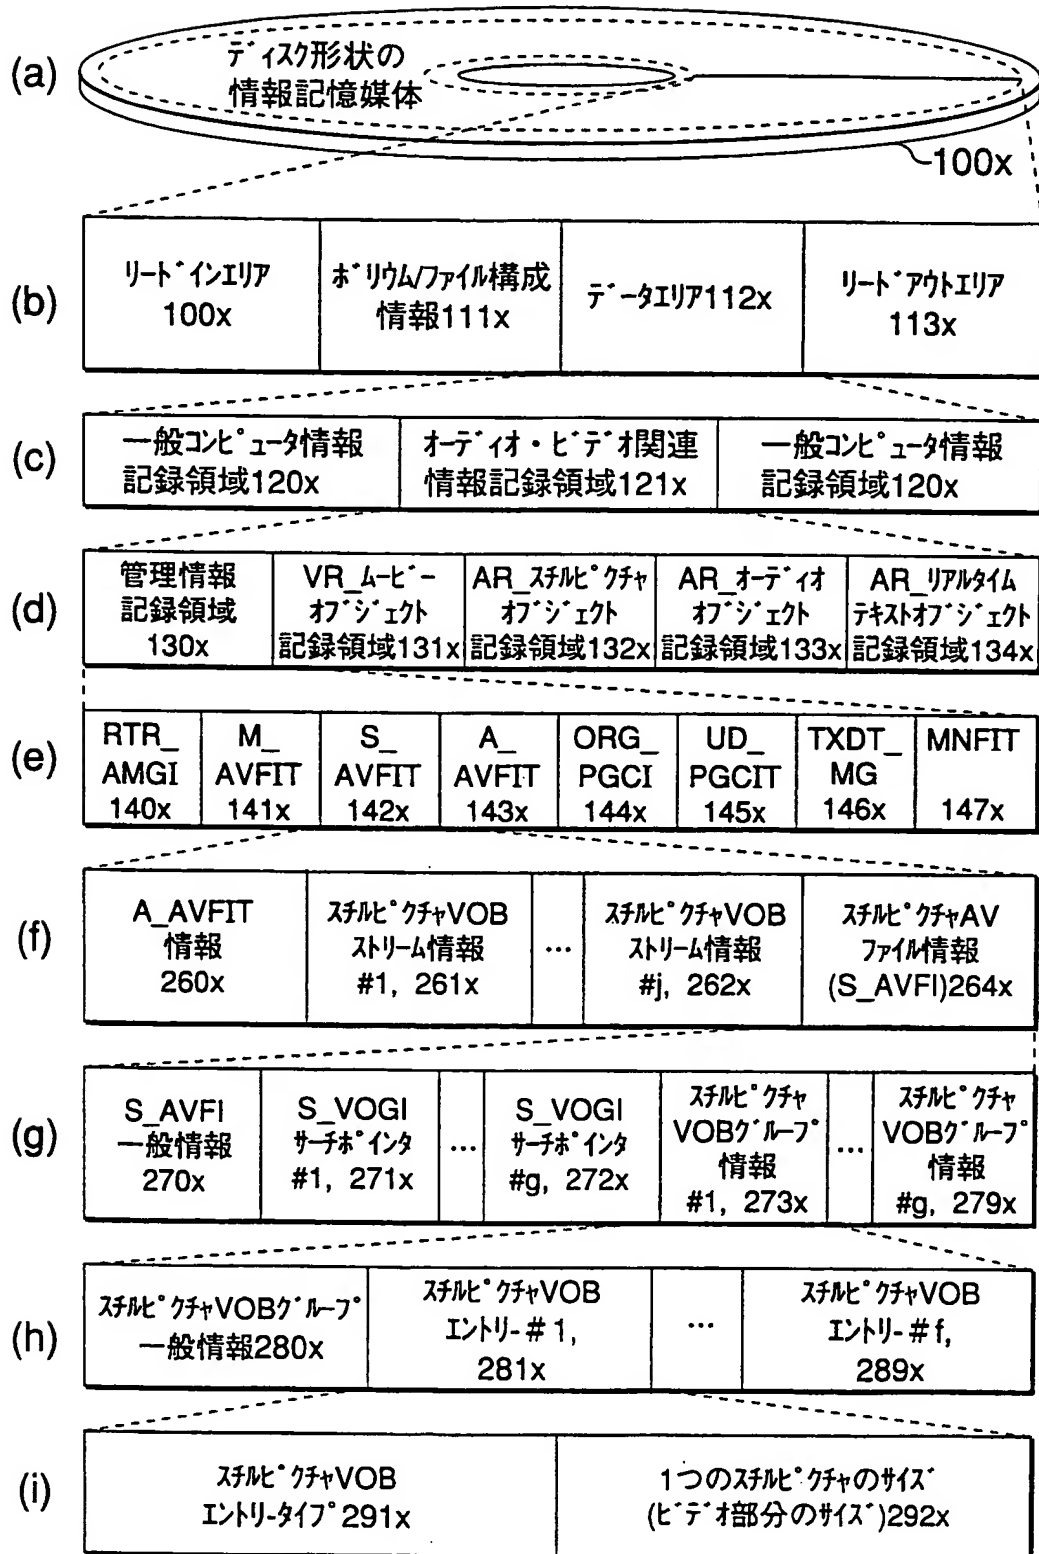 (a)
ディスク形状の
情報記憶媒体
100x
(b)
リードインエリア
100x
ボリウム/ファイル構成
情報111x
データエリア112x
リードアウトエリア
113x
(c)
一般コンピュータ情報
記録領域120x
オーディオ・ビデオ関連
情報記録領域121x
一般コンピュータ情報
記録領域120x
(d)
管理情報
記録領域
130x
VR_ムービー
オブジェクト
記録領域131x
AR_スチルピクチャ
オブジェクト
記録領域132x
AR_オーディオ
オブジェクト
記録領域133x
AR_リアルタイム
テキストオブジェクト
記録領域134x
(e)
RTR_
AMGI
140x
M_
AVFIT
141x
S_
AVFIT
142x
A_
AVFIT
143x
ORG_
PGCI
144x
UD_
PGCIT
145x
TXDT_
MG
146x
MNFIT
147x
(f)
A_AVFIT
情報
260x
スチルピクチャVOB
ストリーム情報
#1, 261x
…
スチルピクチャVOB
ストリーム情報
#j, 262x
スチルピクチャAV
ファイル情報
(S_AVFI)264x
(g)
S_AVFI
一般情報
270x
S_VOGI
サーチポインタ
#1, 271x
…
S_VOGI
サーチポインタ
#g, 272x
スチルピクチャ
VOBグループ
情報
#1, 273x
…
スチルピクチャ
VOBグループ
情報
#g, 279x
(h)
スチルピクチャVOBグループ
一般情報280x
スチルピクチャVOB
エントリー#1,
281x
…
スチルピクチャVOB
エントリー#f,
289x
(i)
スチルピクチャVOB
エントリータイプ291x
1つのスチルピクチャのサイズ
(ビデオ部分のサイズ)292x